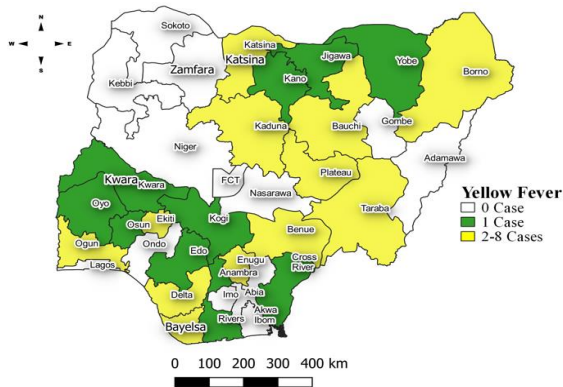 N
W E
S
Sokoto
Katsina
Zamfara
Katsina
Jigawa
Yobe
Borno
Kebbi
Kano
Kaduna
Bauchi
Gombe
Niger
Adamawa
Plateau
FCT
Nasarawa
Taraba
Kwara
Kwara
Oyo
Kogi
Osun
Ekiti
Benue
Ogun
Ondo
Edo
Lagos
Enugu
Cross
River
Anambra
Delta
Imo
Abia
Bayelsa
Rivers
Akwa
Ibom
Yellow Fever
0 Case
1 Case
2-8 Cases
0 100 200 300 400 km